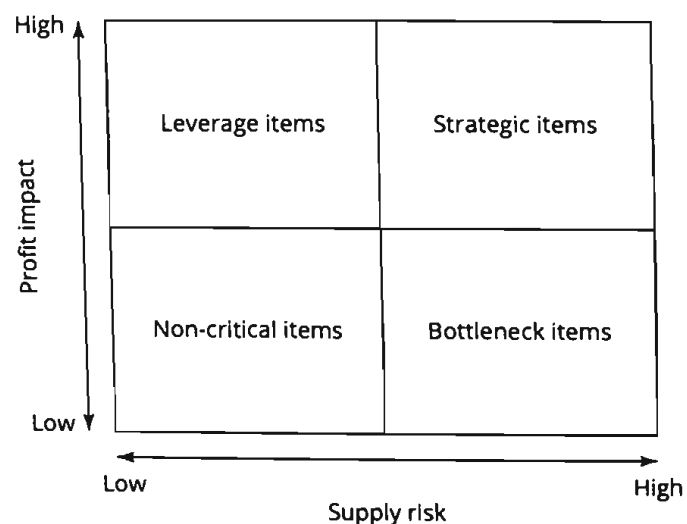 High
Leverage items
Strategic items
Profit impact
Non-critical items
Bottleneck items
Low
Low
High
Supply risk